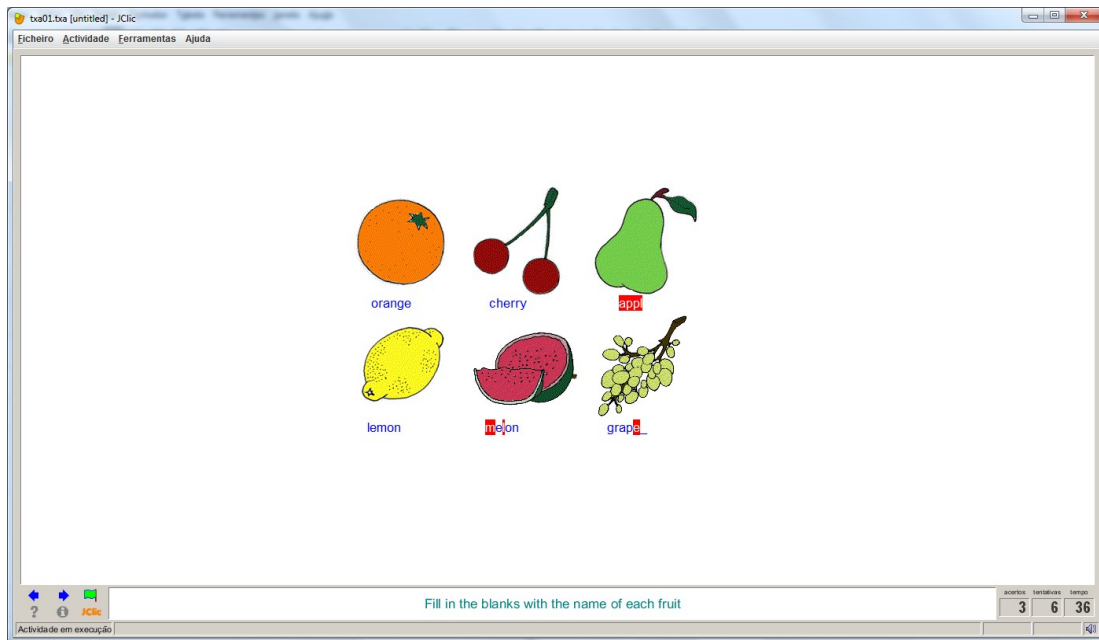 txa01.txa [untitled] - JClic
Ficheiro Actividade Ferramentas Ajuda
orange cherry appl
lemon melon grape_
Fill in the blanks with the name of each fruit
acertos tentativas tempo
3 6 36
? i JClic
Actividade em execução